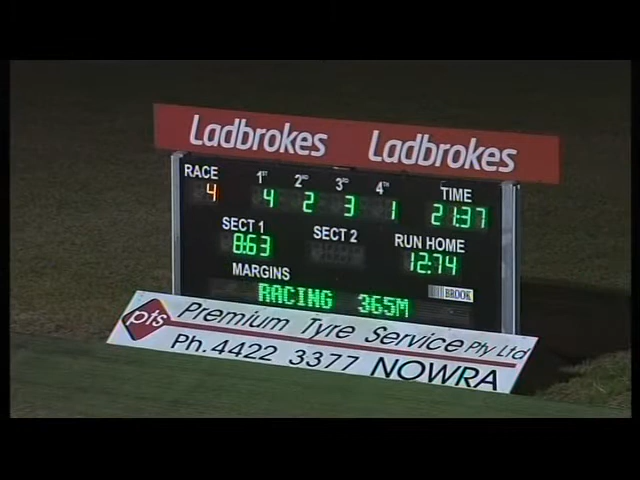 Ladbrokes Ladbrokes
RACE 1ST 2ND 3RD 4TH TIME
4 4 2 3 1 21:37
SECT 1 SECT 2 RUN HOME
8:63 12:74
MARGINS
RACING 365M
BROOK
pts Premium Tyre Service Pty Ltd
Ph. 4422 3377 NOWRA